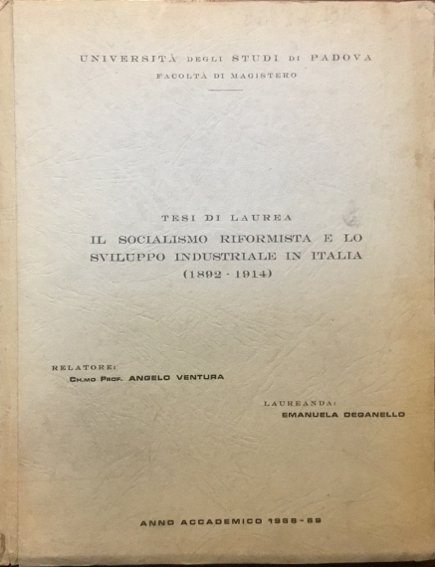 UNIVERSITÀ DEGLI STUDI DI PADOVA
FACOLTÀ DI MAGISTERO
TESI DI LAUREA
IL SOCIALISMO RIFORMISTA E LO
SVILUPPO INDUSTRIALE IN ITALIA
(1892 - 1914)
RELATORE:
CH.MO PROF. ANGELO VENTURA
LAUREANDA:
EMANUELA DEGANELLO
ANNO ACCADEMICO 1968-69